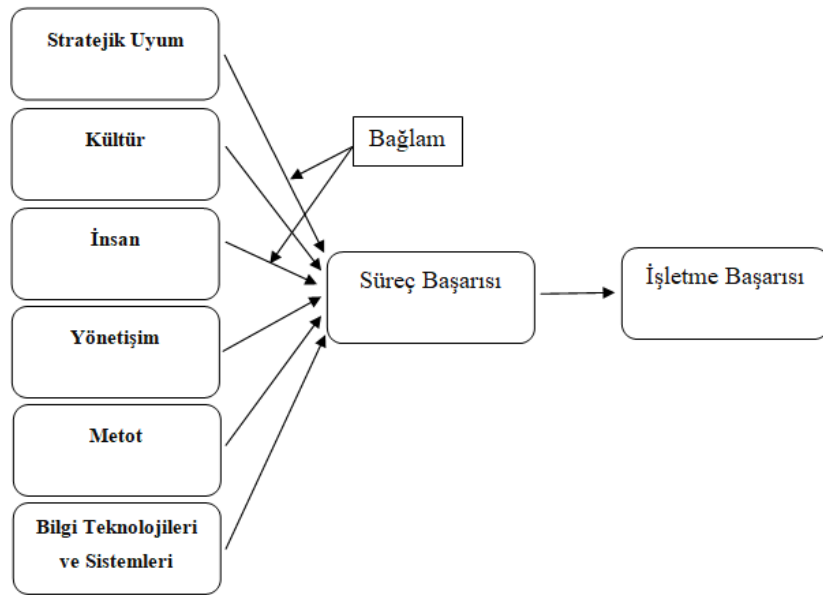 Stratejik Uyum
Kültür
Bağlam
İnsan
Süreç Başarısı
İşletme Başarısı
Yönetişim
Metot
Bilgi Teknolojileri
ve Sistemleri